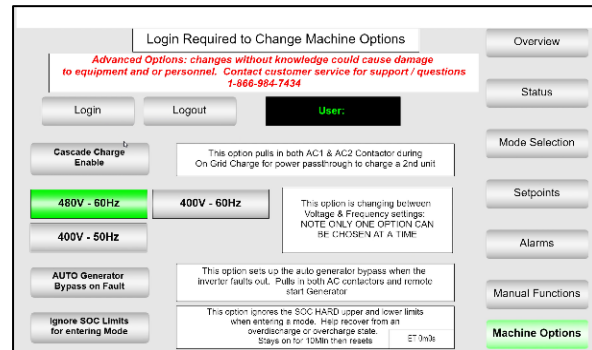 Login Required to Change Machine Options
Advanced Options: changes without knowledge could cause damage
to equipment and or personnel. Contact customer service for support / questions
1-866-984-7434
Login
Logout
User:
Cascade Charge
Enable
This option pulls in both AC1 & AC2 Contactor during
On Grid Charge for power passthrough to charge a 2nd unit
480V - 60Hz
400V - 60Hz
400V - 50Hz
This option is changing between
Voltage & Frequency settings:
NOTE ONLY ONE OPTION CAN
BE CHOSEN AT A TIME
AUTO Generator
Bypass on Fault
This option sets up the auto generator bypass when the
inverter faults out. Pulls in both AC contactors and remote
start Generator
Ignore SOC Limits
for entering Mode
This option ignores the SOC HARD upper and lower limits
when entering a mode. Help recover from an
overdischarge or overcharge state.
Stays on for 10Min then resets
ET 0m0s
Overview
Status
Mode Selection
Setpoints
Alarms
Manual Functions
Machine Options